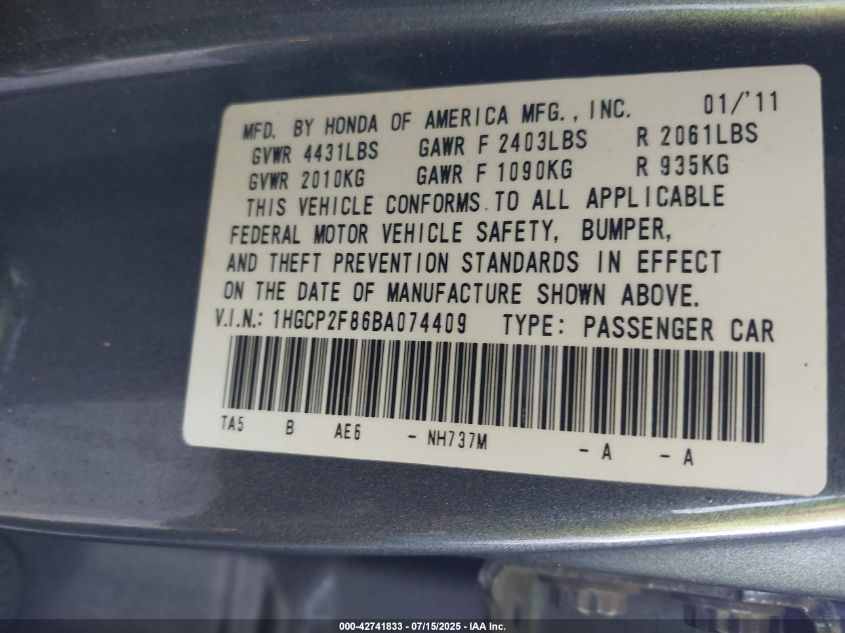 MFD. BY HONDA OF AMERICA MFG., INC. 01/'11
GVWR 4431LBS GAWR F 2403LBS R 2061LBS
GVWR 2010KG GAWR F 1090KG R 935KG
THIS VEHICLE CONFORMS TO ALL APPLICABLE
FEDERAL MOTOR VEHICLE SAFETY, BUMPER,
AND THEFT PREVENTION STANDARDS IN EFFECT
ON THE DATE OF MANUFACTURE SHOWN ABOVE.
V.I.N.: 1HGCP2F86BA074409 TYPE: PASSENGER CAR
TA5 B AE6 - NH737M - A - A
000-42741833 - 07/15/2025 - IAA Inc.